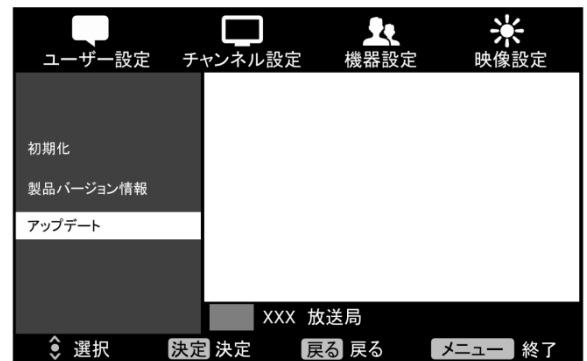 ユーザー設定 チャンネル設定 機器設定 映像設定
初期化
製品バージョン情報
アップデート
XXX 放送局
選択 決定 決定 戻る 戻る メニュー 終了